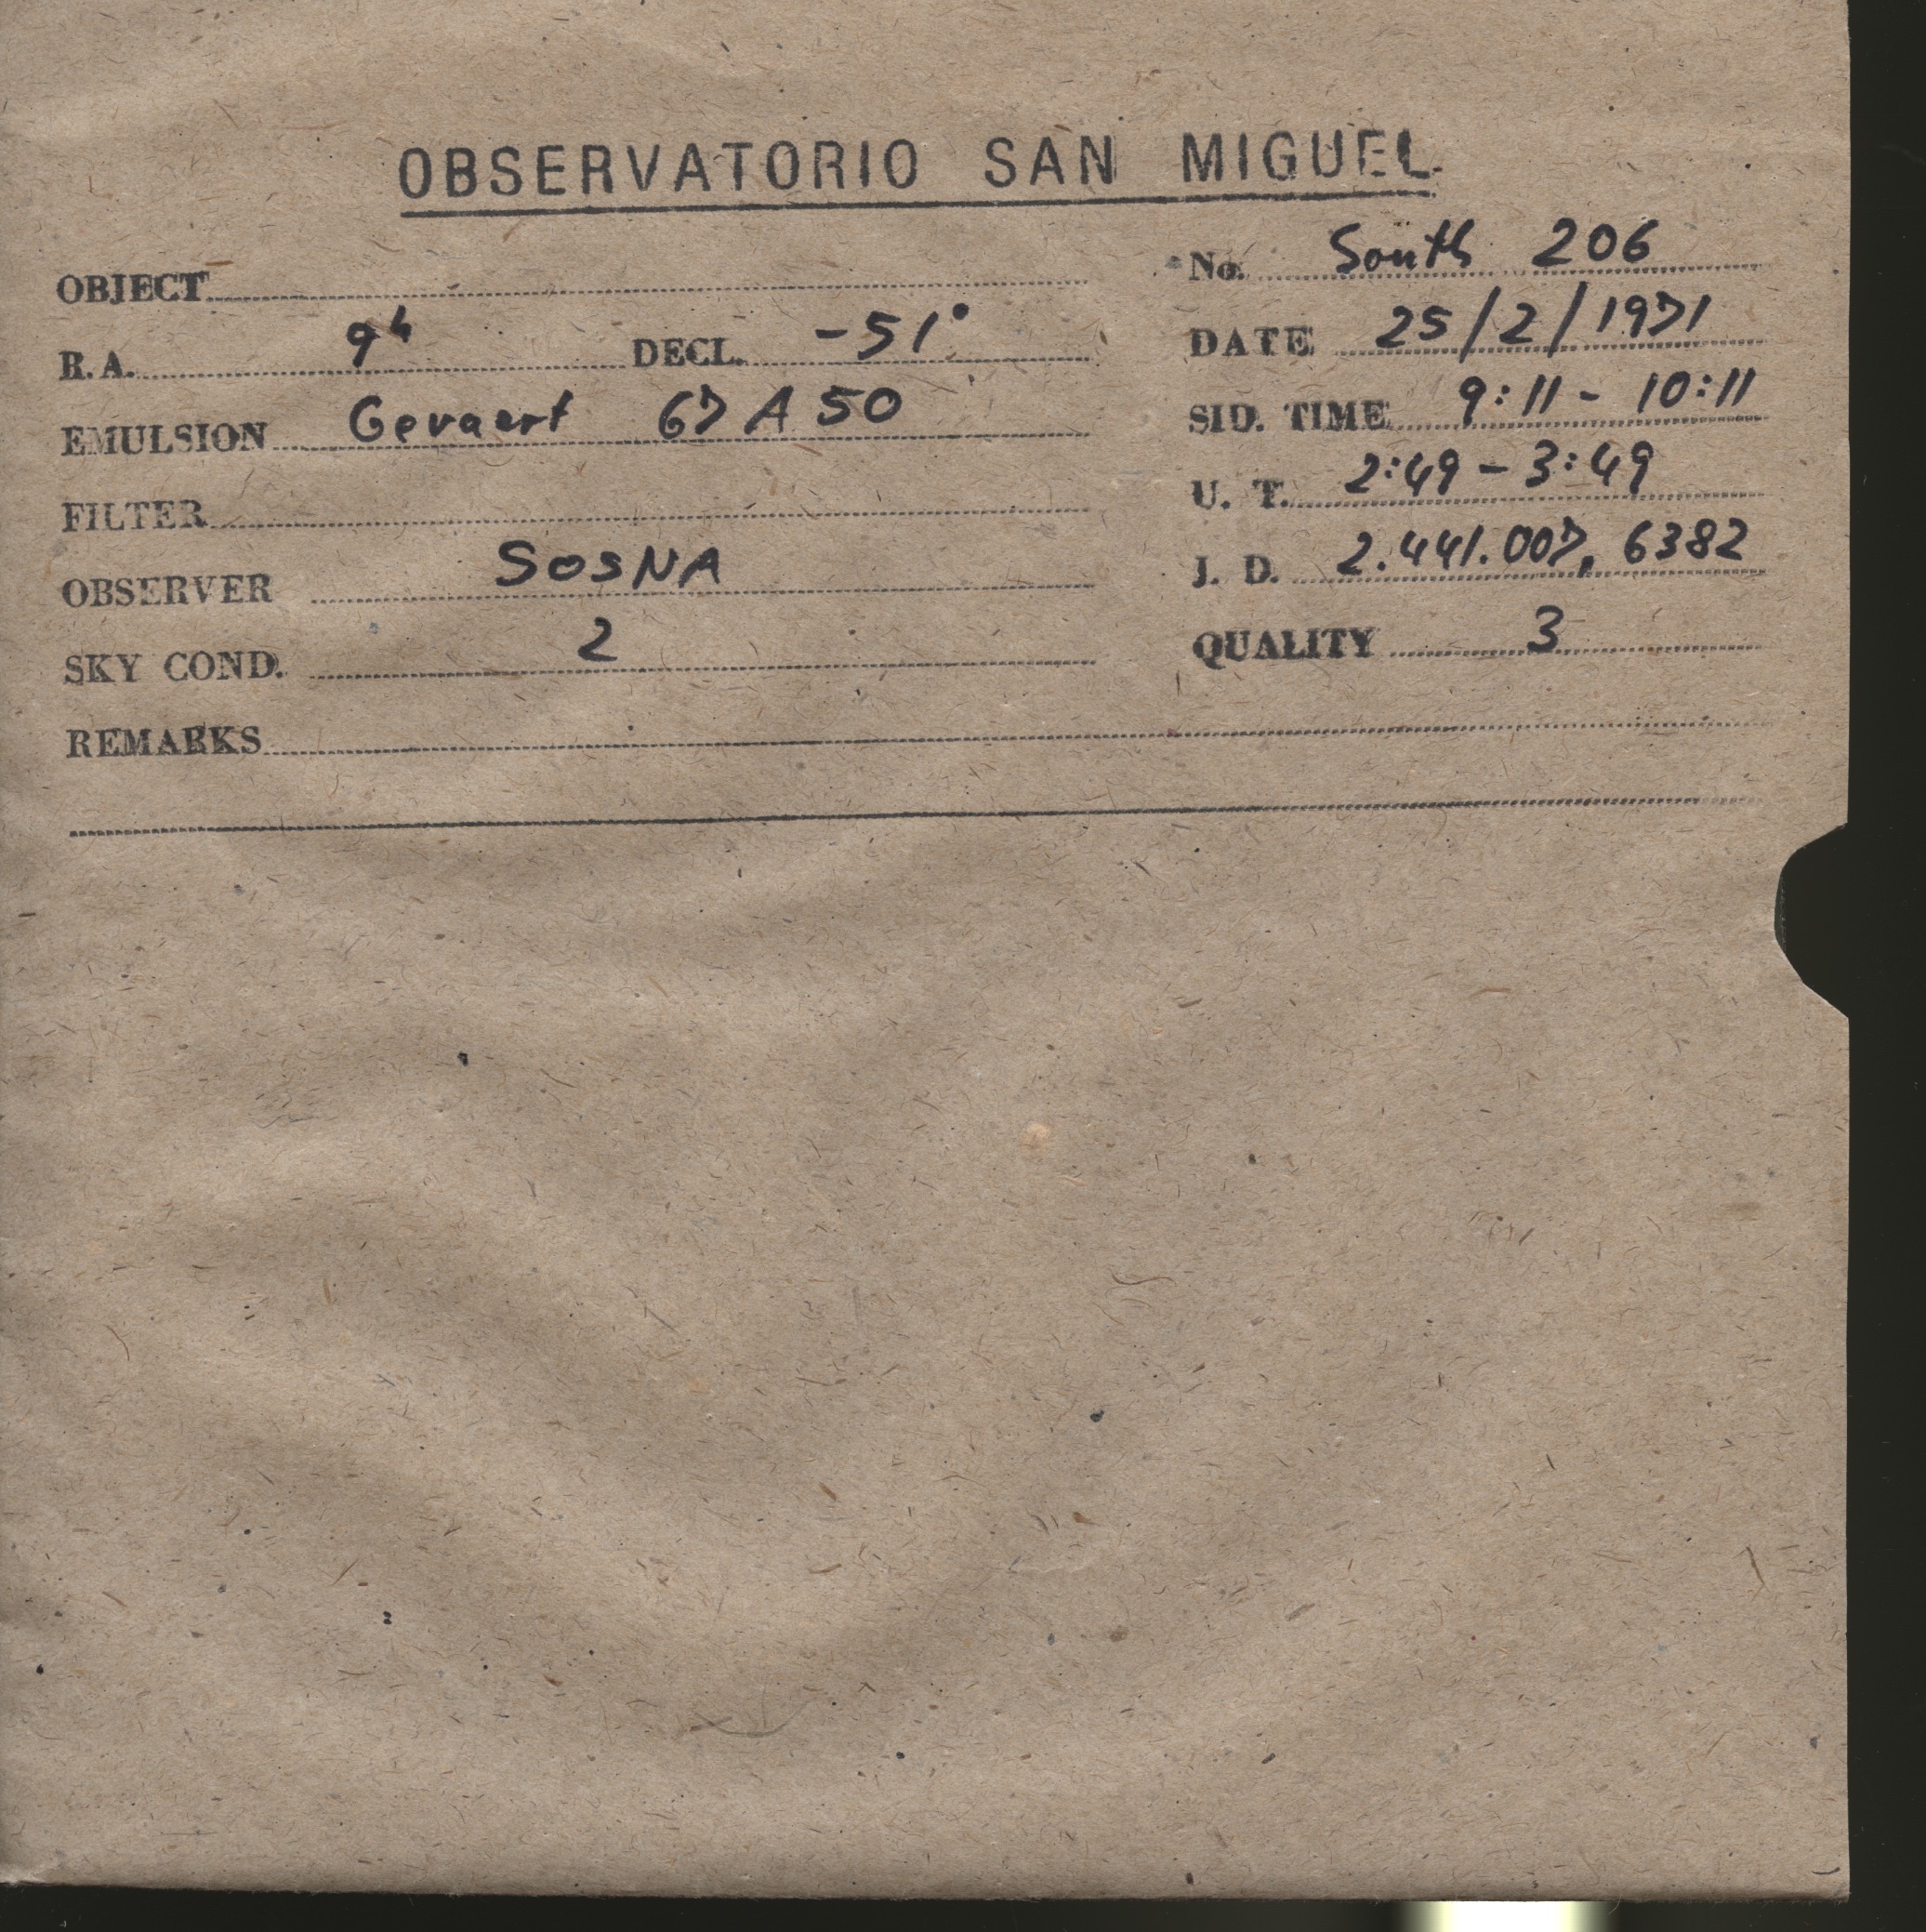 OBSERVATORIO SAN MIGUEL
OBJECT
R.A. 9h DECL. -51°
EMULSION Gevaert 67 A 50
FILTER
OBSERVER SOSNA
SKY COND. 2
REMARKS
No. South 206
DATE 25/2/1971
SID. TIME 9:11 - 10:11
U. T. 2:49 - 3:49
J. D. 2.441.007, 6382
QUALITY 3